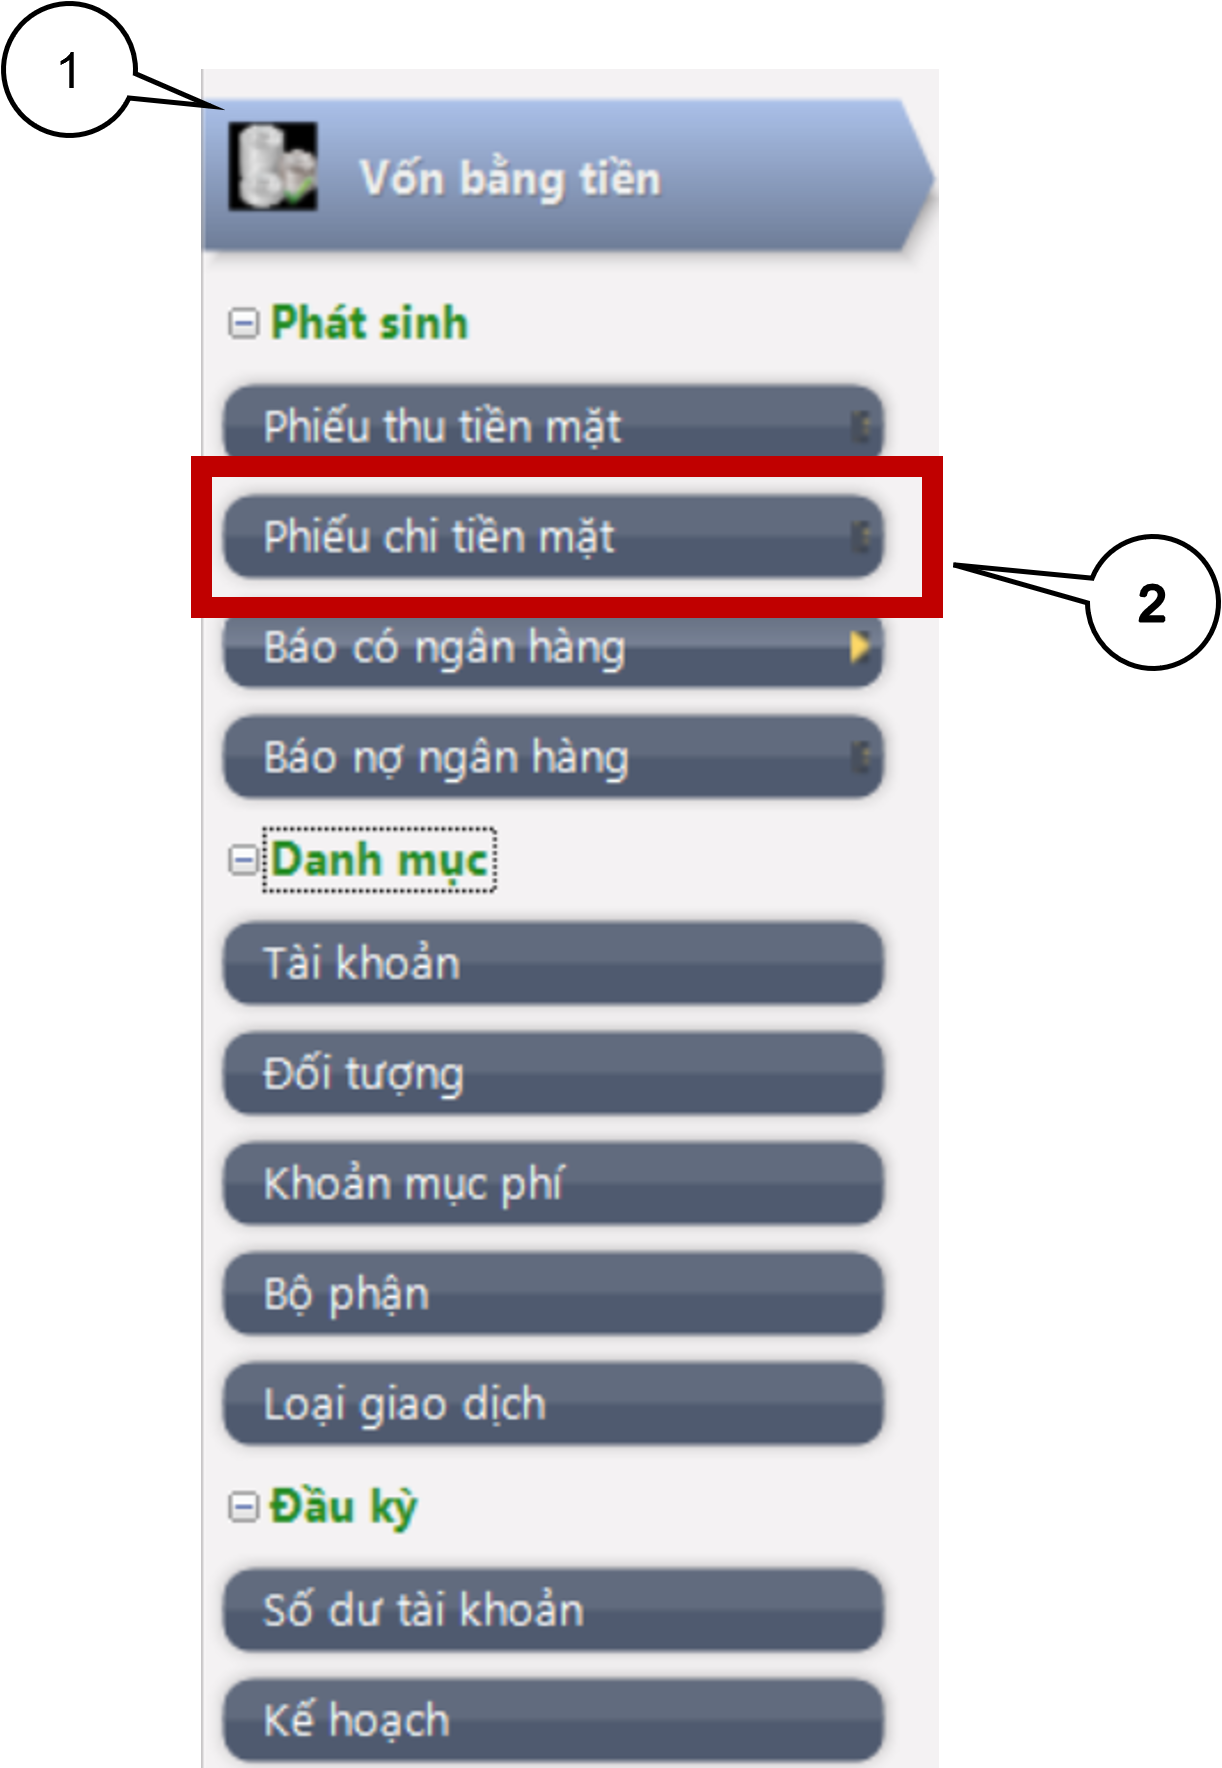 1
Vốn bằng tiền
Phát sinh
Phiếu thu tiền mặt
Phiếu chi tiền mặt
2
Báo có ngân hàng
Báo nợ ngân hàng
Danh mục
Tài khoản
Đối tượng
Khoản mục phí
Bộ phận
Loại giao dịch
Đầu kỳ
Số dư tài khoản
Kế hoạch